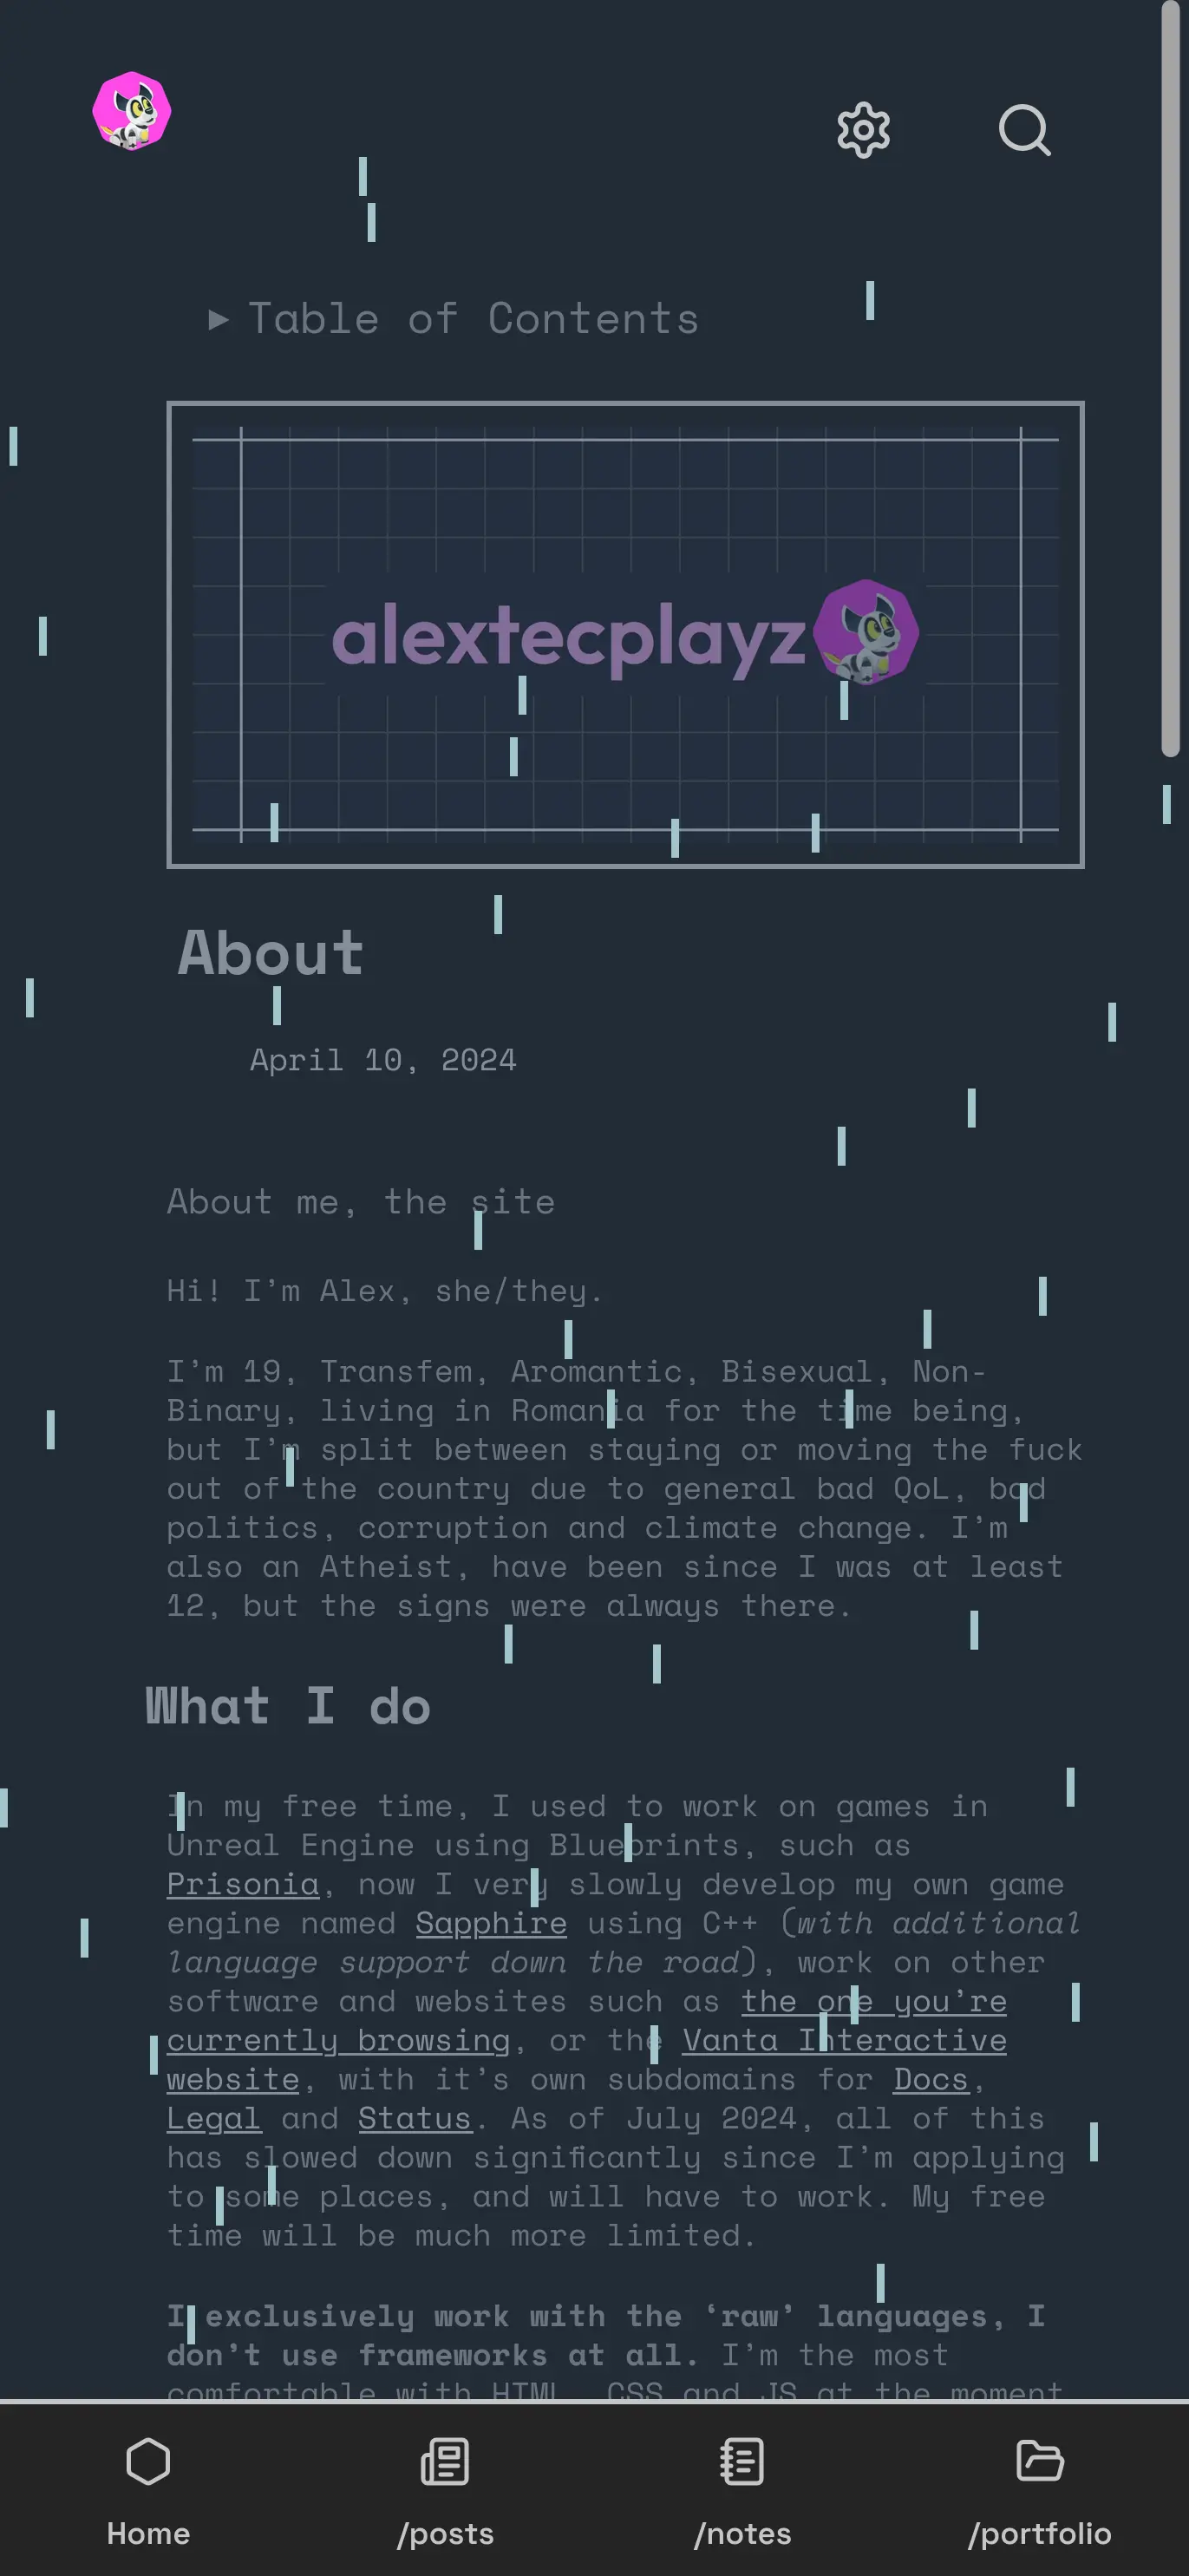 Table of Contents
alextecplayz
About
April 10, 2024
About me, the site
Hi! I’m Alex, she/they.
I’m 19, Transfem, Aromantic, Bisexual, Non-
Binary, living in Romania for the time being,
but I’m split between staying or moving the fuck
out of the country due to general bad QoL, bad
politics, corruption and climate change. I’m
also an Atheist, have been since I was at least
12, but the signs were always there.
What I do
In my free time, I used to work on games in
Unreal Engine using Blueprints, such as
Prisonia, now I very slowly develop my own game
engine named Sapphire using C++ (with additional
language support down the road), work on other
software and websites such as the one you’re
currently browsing, or the Vanta Interactive
website, with it’s own subdomains for Docs,
Legal and Status. As of July 2024, all of this
has slowed down significantly since I’m applying
to some places, and will have to work. My free
time will be much more limited.
I exclusively work with the ‘raw’ languages, I
don’t use frameworks at all. I’m the most
comfortable with HTML, CSS and JS at the moment
Home
/posts
/notes
/portfolio